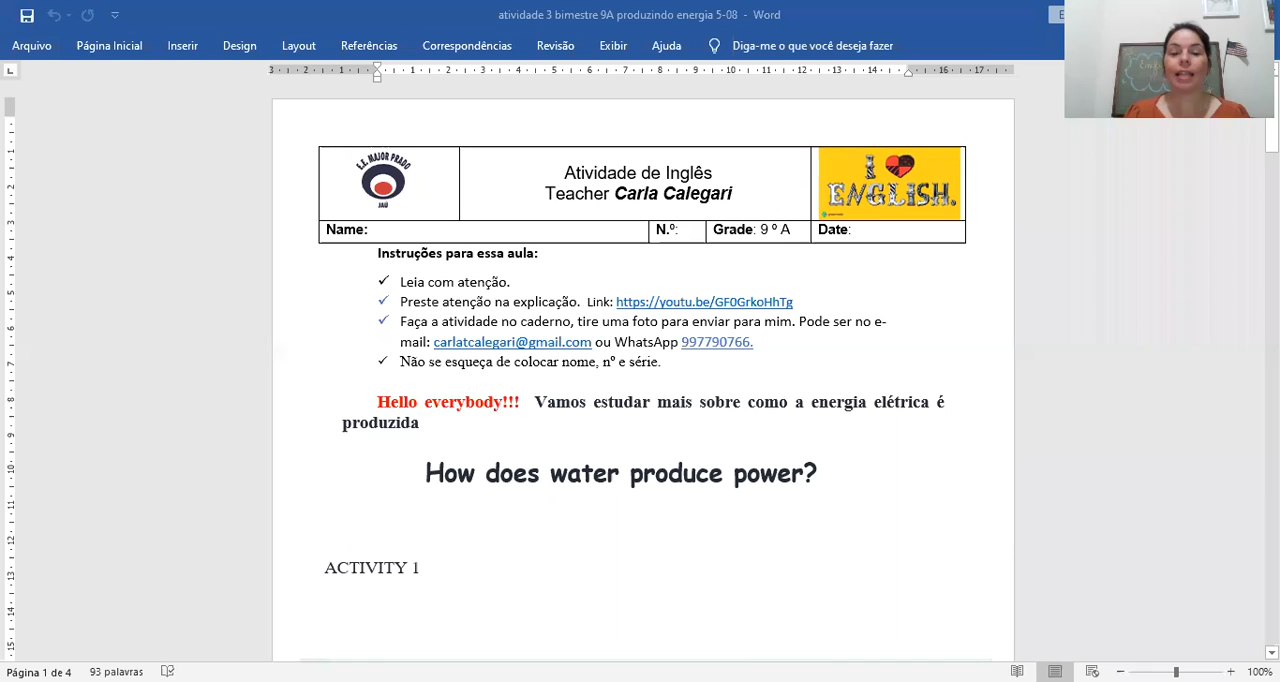 atividade 3 bimestre 9A produzindo energia 5-08 - Word
Arquivo Página Inicial Inserir Design Layout Referências Correspondências Revisão Exibir Ajuda Diga-me o que você deseja fazer
E.E. MAJOR PRADO
JAÚ
Atividade de Inglês
Teacher Carla Calegari
I
ENGLISH.
Name: N.º: Grade: 9 º A Date:
Instruções para essa aula:
✓ Leia com atenção.
✓ Preste atenção na explicação. Link: https://youtu.be/GF0GrkoHhTg
✓ Faça a atividade no caderno, tire uma foto para enviar para mim. Pode ser no e-
mail: carlatcalegari@gmail.com ou WhatsApp 997790766.
✓ Não se esqueça de colocar nome, nº e série.
Hello everybody!!! Vamos estudar mais sobre como a energia elétrica é
produzida
How does water produce power?
ACTIVITY 1
Página 1 de 4 93 palavras 100%